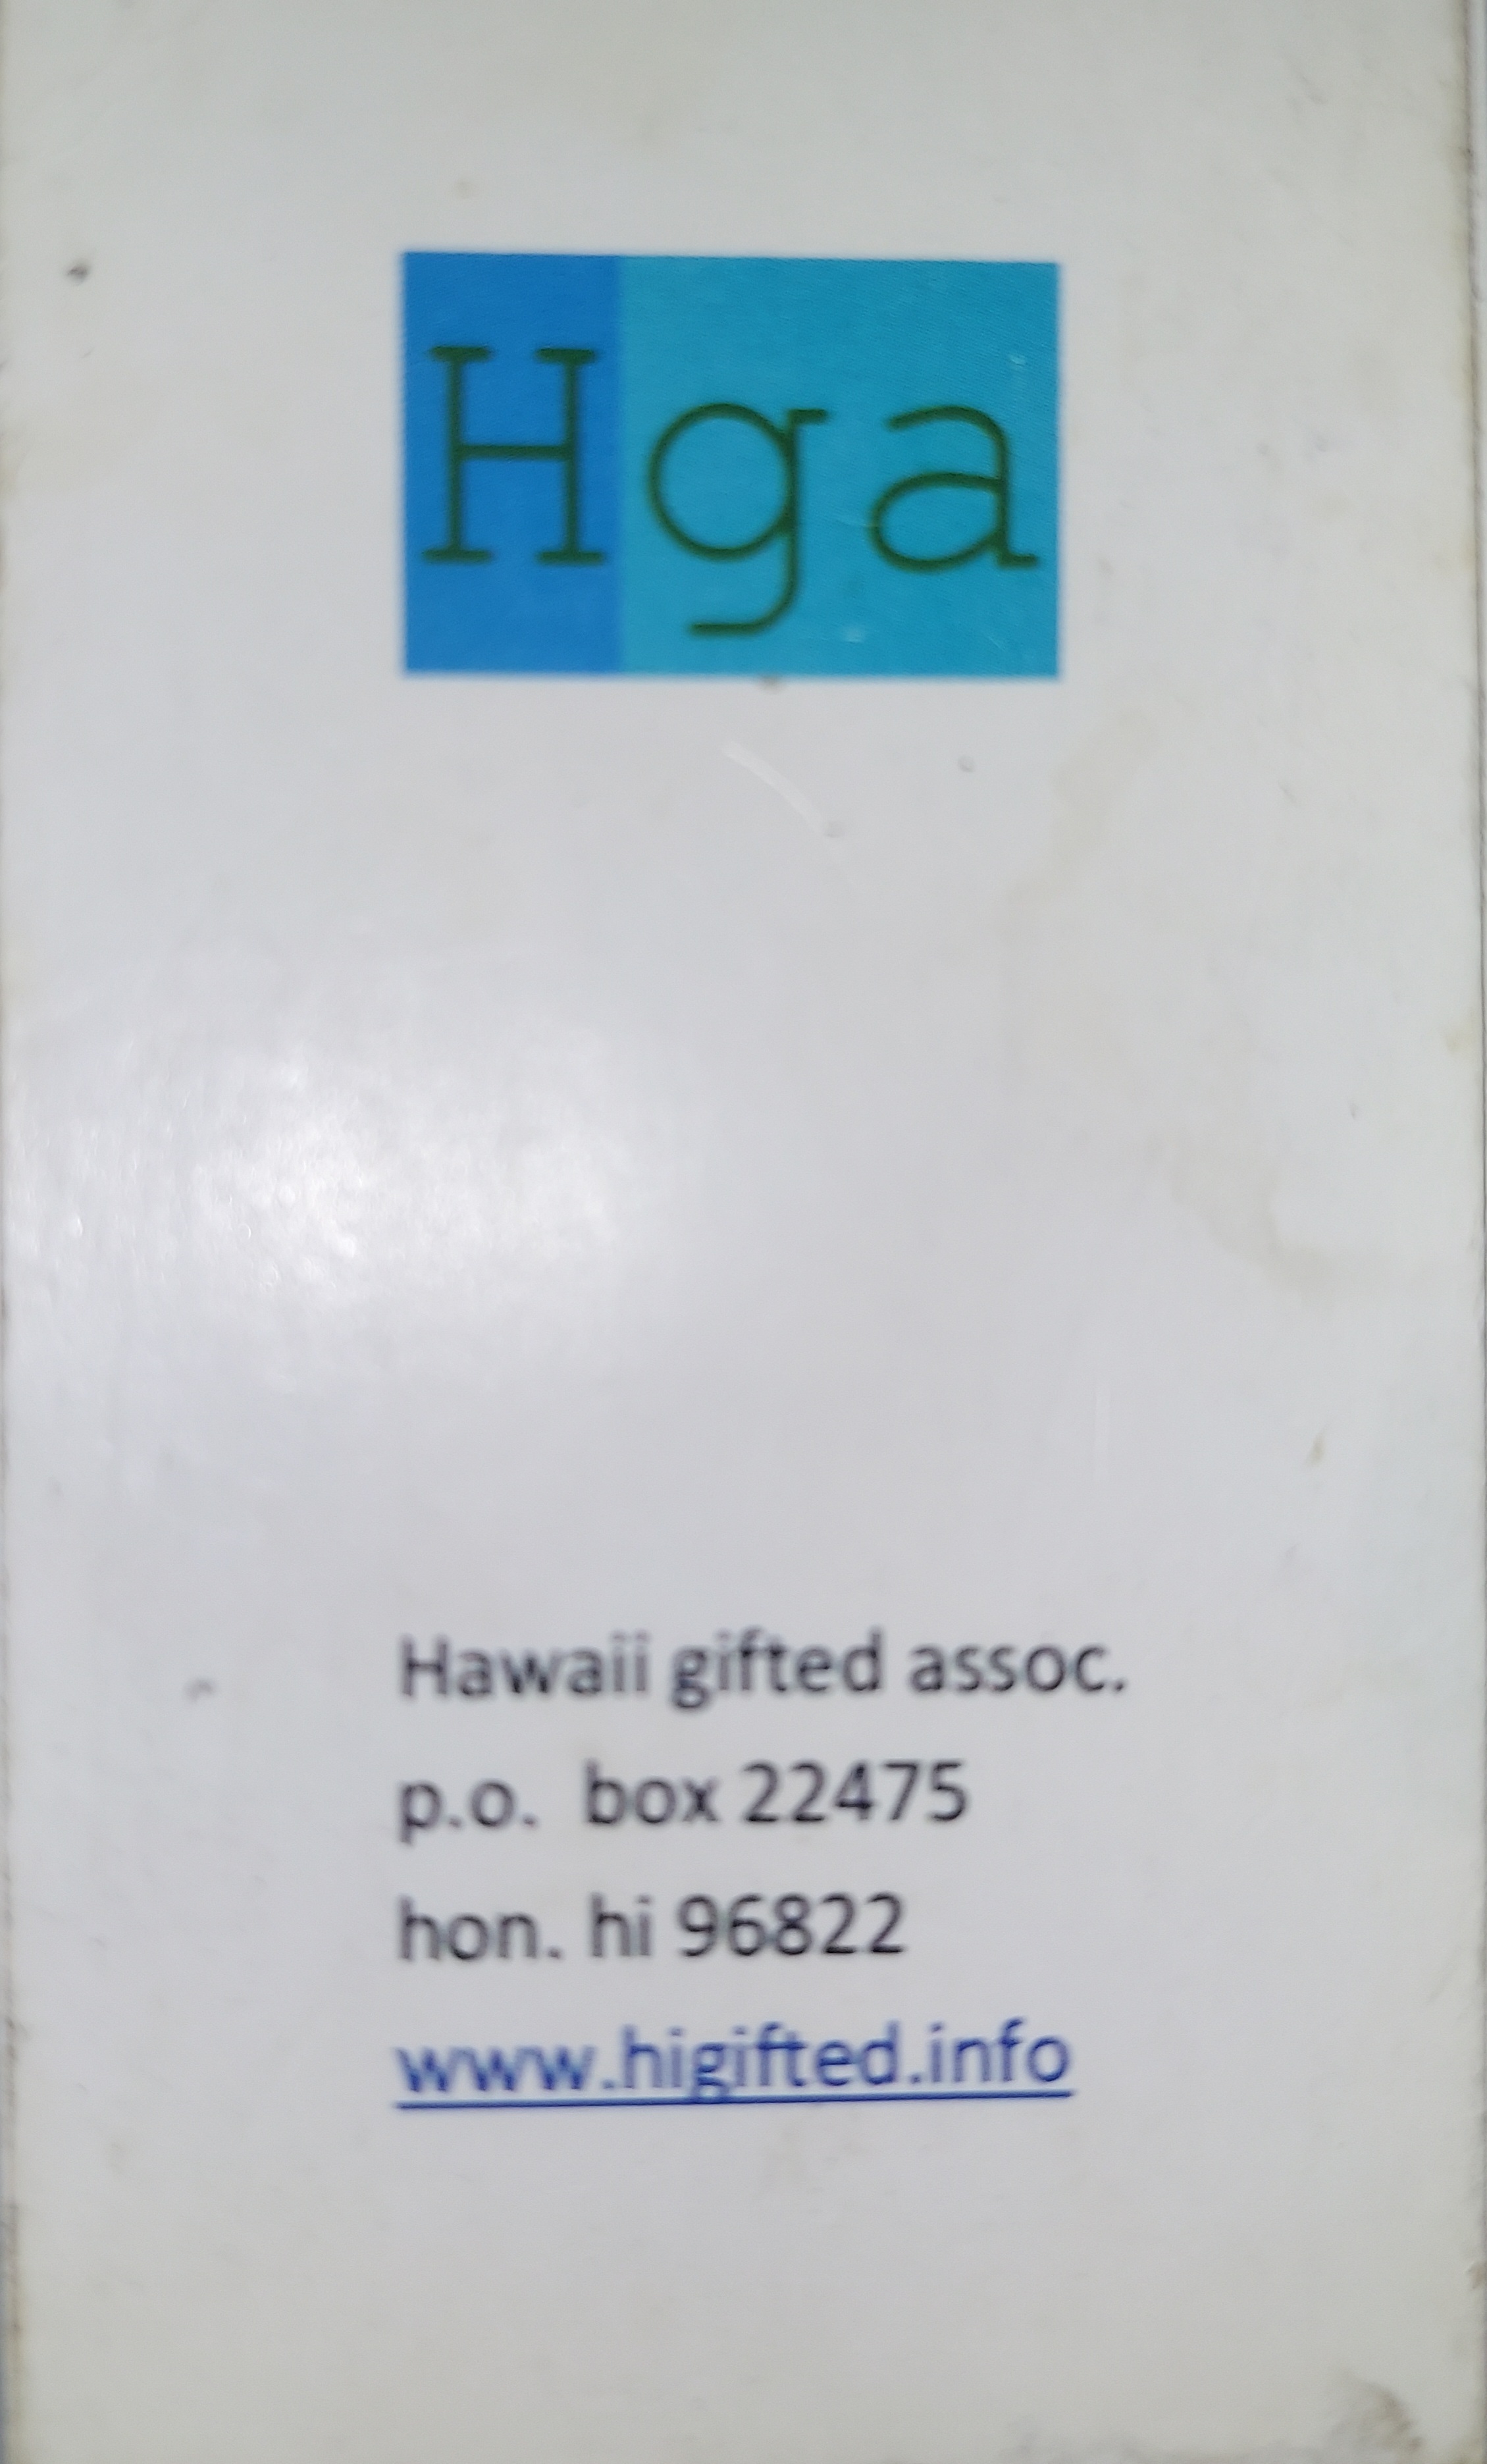 Hga
Hawaii gifted assoc.
p.o. box 22475
hon. hi 96822
www.higifted.info